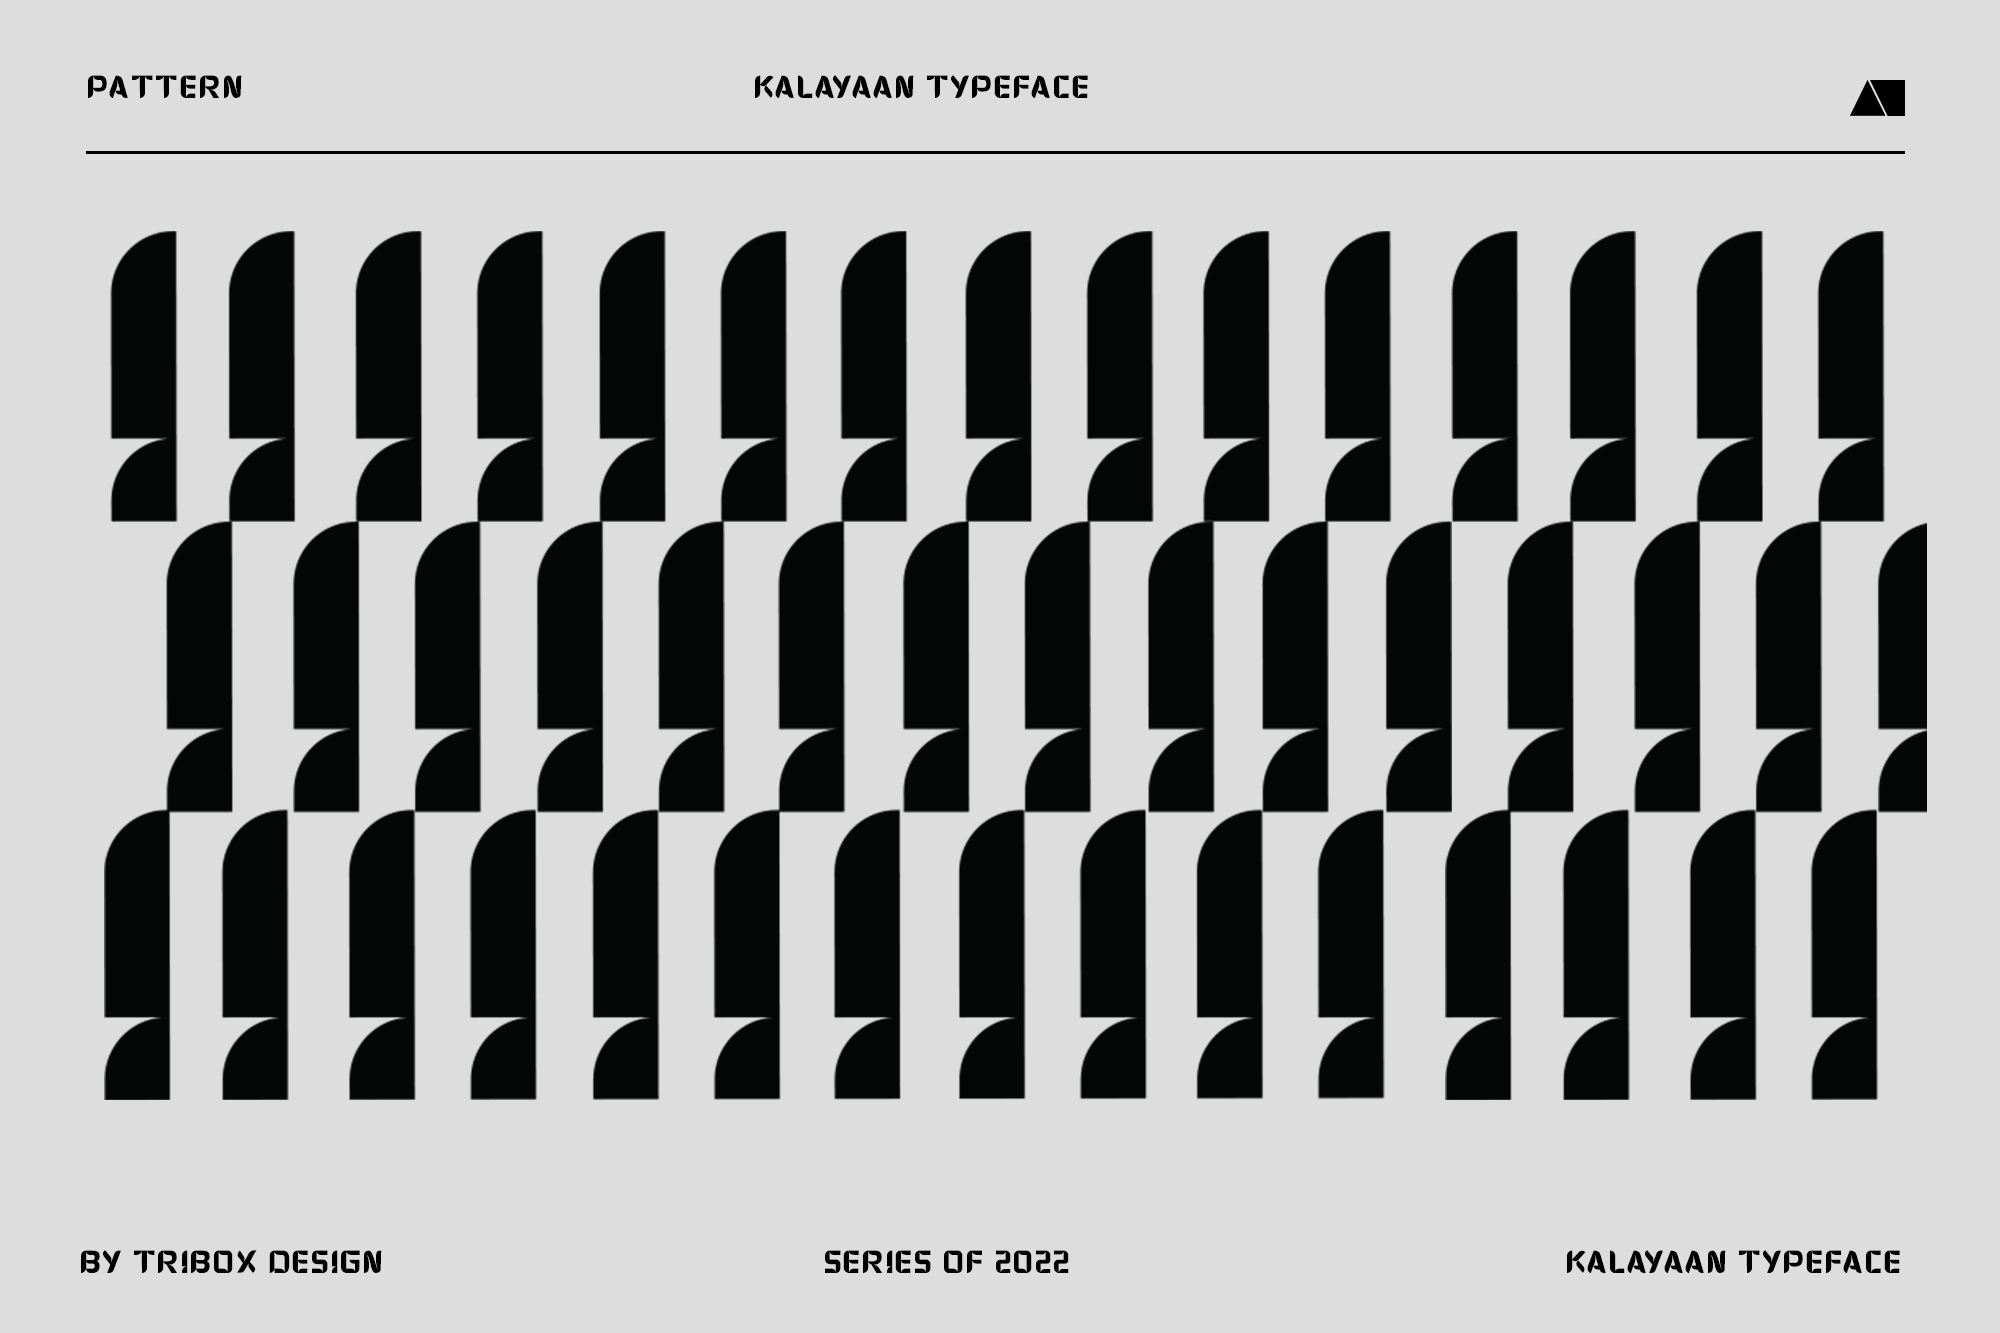 PATTERN
KALAYAAN TYPEFACE
BY TRIBOX DESIGN
SERIES OF 2022
KALAYAAN TYPEFACE